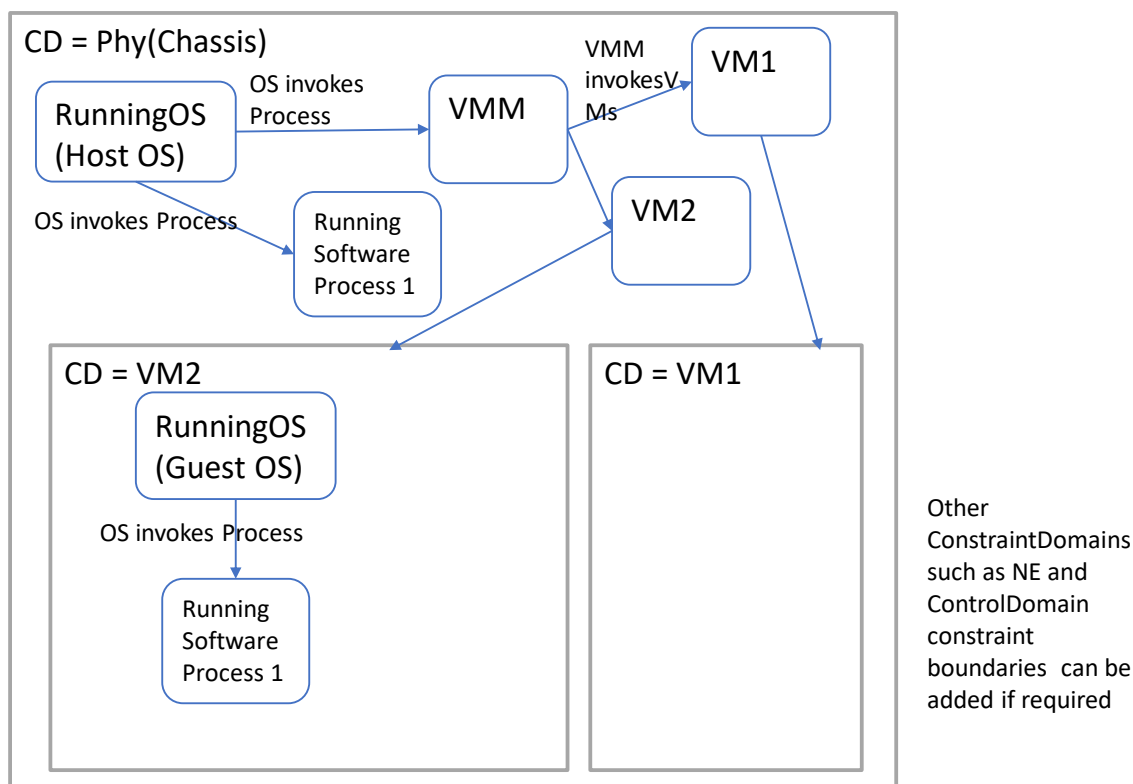 CD = Phy(Chassis)
RunningOS
(Host OS)
OS invokes
Process
VMM
VMM
invokesV
Ms
VM1
OS invokes Process
Running
Software
Process 1
VM2
CD = VM2
RunningOS
(Guest OS)
OS invokes Process
Running
Software
Process 1
CD = VM1
Other
ConstraintDomains
such as NE and
ControlDomain
constraint
boundaries can be
added if required